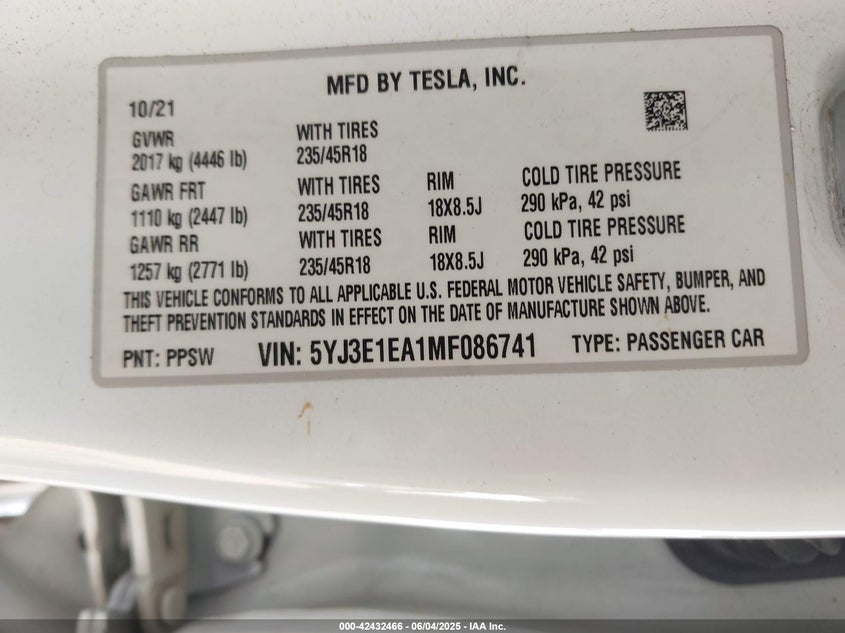 MFD BY TESLA, INC.
10/21
GVWR WITH TIRES
2017 kg (4446 lb) 235/45R18
GAWR FRT WITH TIRES RIM COLD TIRE PRESSURE
1110 kg (2447 lb) 235/45R18 18X8.5J 290 kPa, 42 psi
GAWR RR WITH TIRES RIM COLD TIRE PRESSURE
1257 kg (2771 lb) 235/45R18 18X8.5J 290 kPa, 42 psi
THIS VEHICLE CONFORMS TO ALL APPLICABLE U.S. FEDERAL MOTOR VEHICLE SAFETY, BUMPER, AND
THEFT PREVENTION STANDARDS IN EFFECT ON THE DATE OF MANUFACTURE SHOWN ABOVE.
PNT: PPSW VIN: 5YJ3E1EA1MF086741 TYPE: PASSENGER CAR
000-42432466 - 06/04/2025 - IAA Inc.